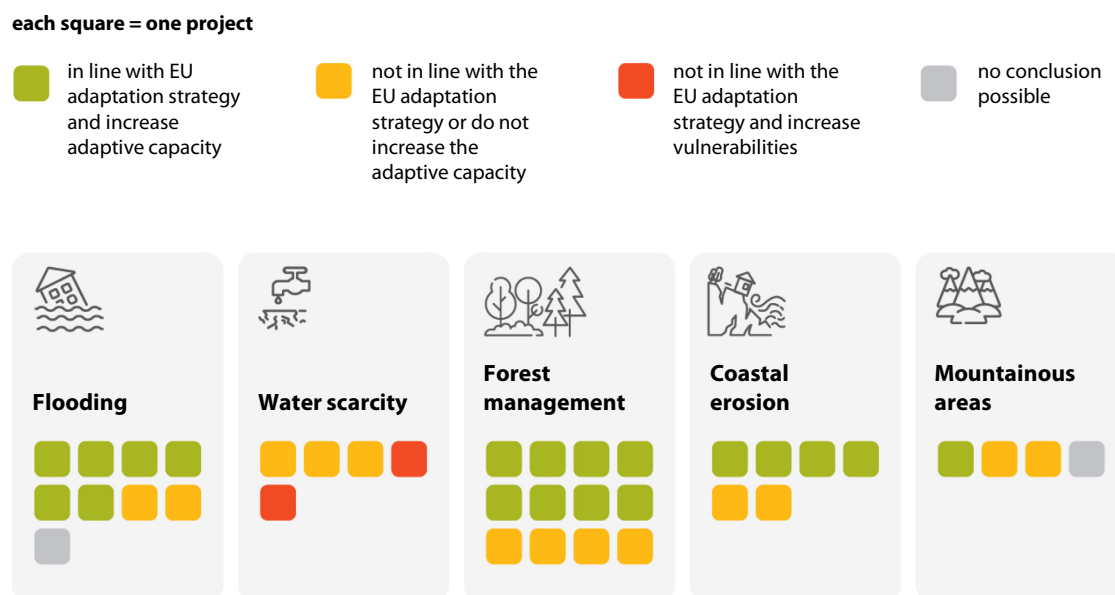 each square = one project
in line with EU
adaptation strategy
and increase
adaptive capacity
not in line with the
EU adaptation
strategy or do not
increase the
adaptive capacity
not in line with the
EU adaptation
strategy and increase
vulnerabilities
no conclusion
possible
Flooding
Water scarcity
Forest
management
Coastal
erosion
Mountainous
areas